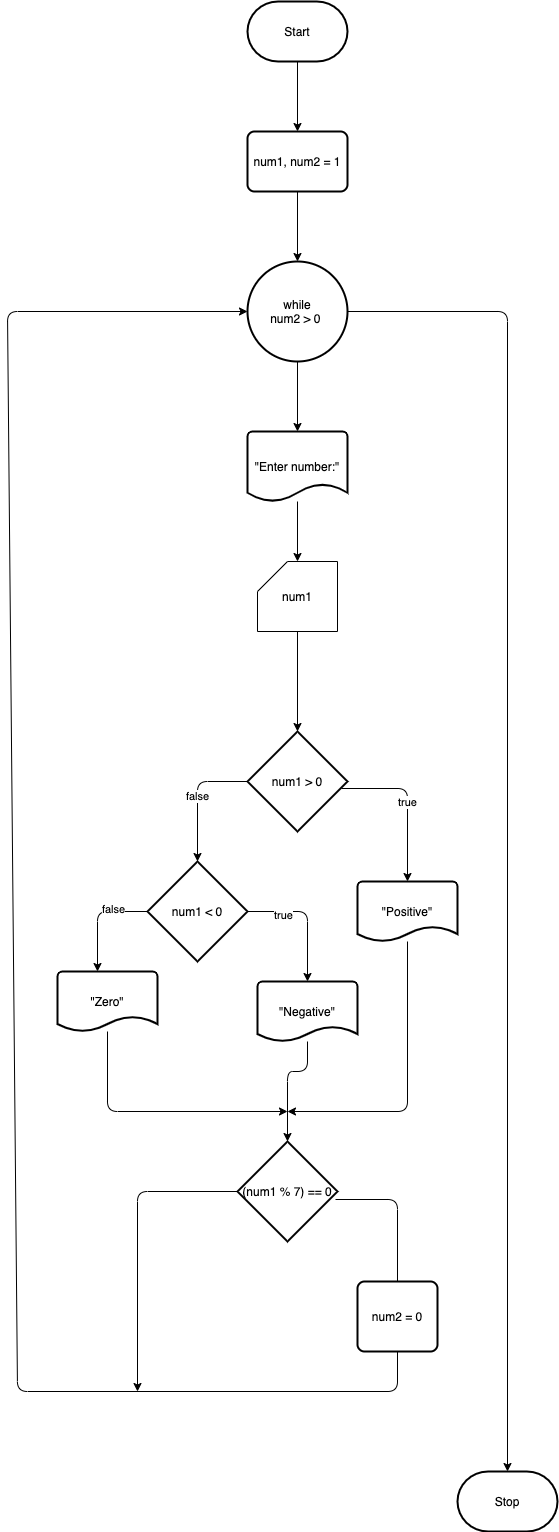 Start
num1, num2 = 1
while
num2 > 0
"Enter number:"
num1
num1 > 0
false
true
num1 < 0
"Positive"
false
true
"Zero"
"Negative"
(num1 % 7) == 0
num2 = 0
Stop